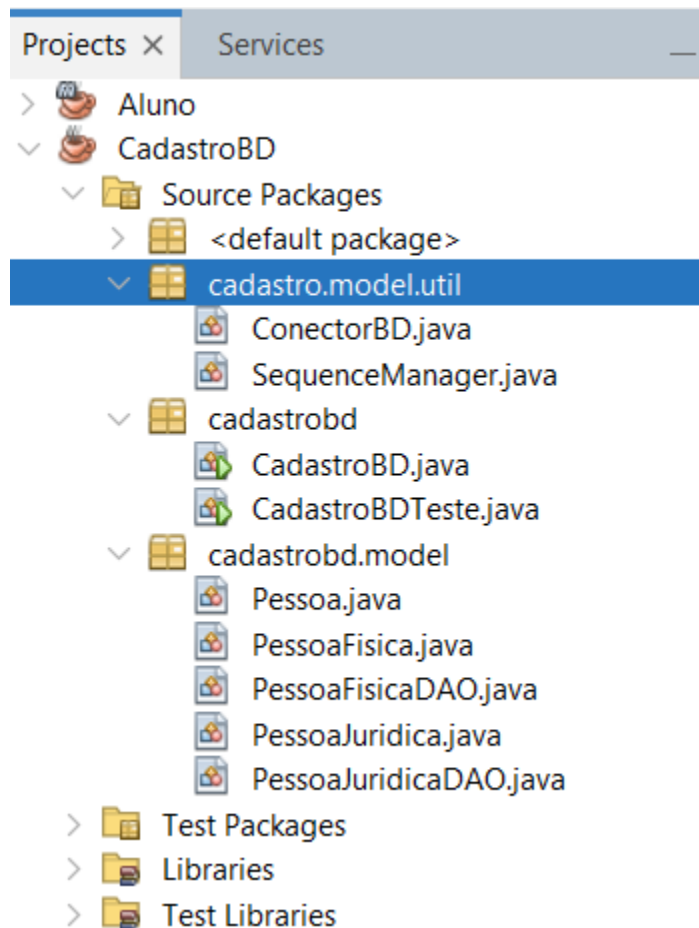 Projects × Services
Aluno
CadastroBD
Source Packages
<default package>
cadastro.model.util
ConectorBD.java
SequenceManager.java
cadastrobd
CadastroBD.java
CadastroBDTeste.java
cadastrobd.model
Pessoa.java
PessoaFisica.java
PessoaFisicaDAO.java
PessoaJuridica.java
PessoaJuridicaDAO.java
Test Packages
Libraries
Test Libraries